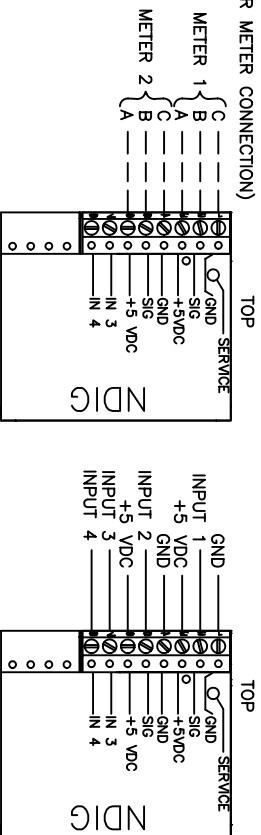 R METER CONNECTION)
METER 1
C
B
A
METER 2
C
B
A
TOP
SERVICE
GND
SIG
+5VDC
GND
SIG
+5 VDC
IN 3
IN 4
NDIG
GND
INPUT 1
+5 VDC
GND
INPUT 2
+5 VDC
INPUT 3
INPUT 4
TOP
SERVICE
GND
SIG
+5VDC
GND
SIG
+5 VDC
IN 3
IN 4
NDIG